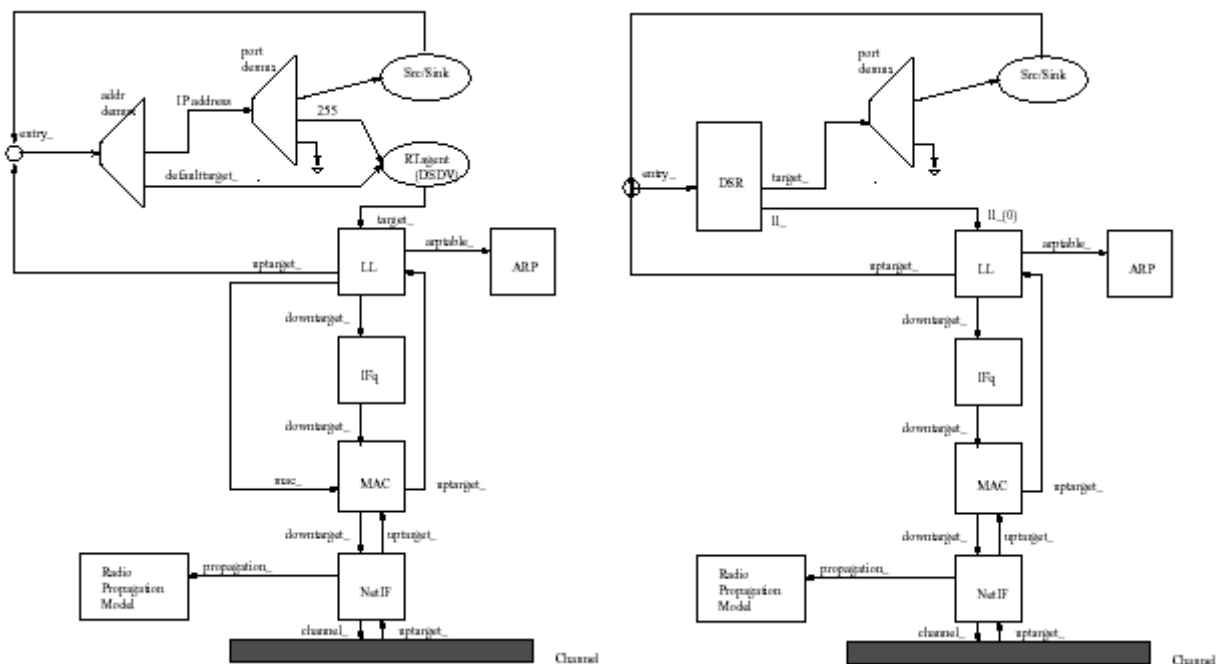 port
demux
Src/Sink
addr
demux
IP address
255
entry_
RTagent
(DSDV)
defaulttarget_
target_
uptarget_
LL
arptable_
ARP
downtarget_
IFq
downtarget_
mac_
MAC
uptarget_
downtarget_
uptarget_
Radio
Propagation
Model
propagation_
NetIF
channel_
uptarget_
Channel
port
demux
Src/Sink
entry_
DSR
target_
ll_
ll_(0)
uptarget_
LL
arptable_
ARP
downtarget_
IFq
downtarget_
MAC
uptarget_
downtarget_
uptarget_
Radio
Propagation
Model
propagation_
NetIF
channel_
uptarget_
Channel